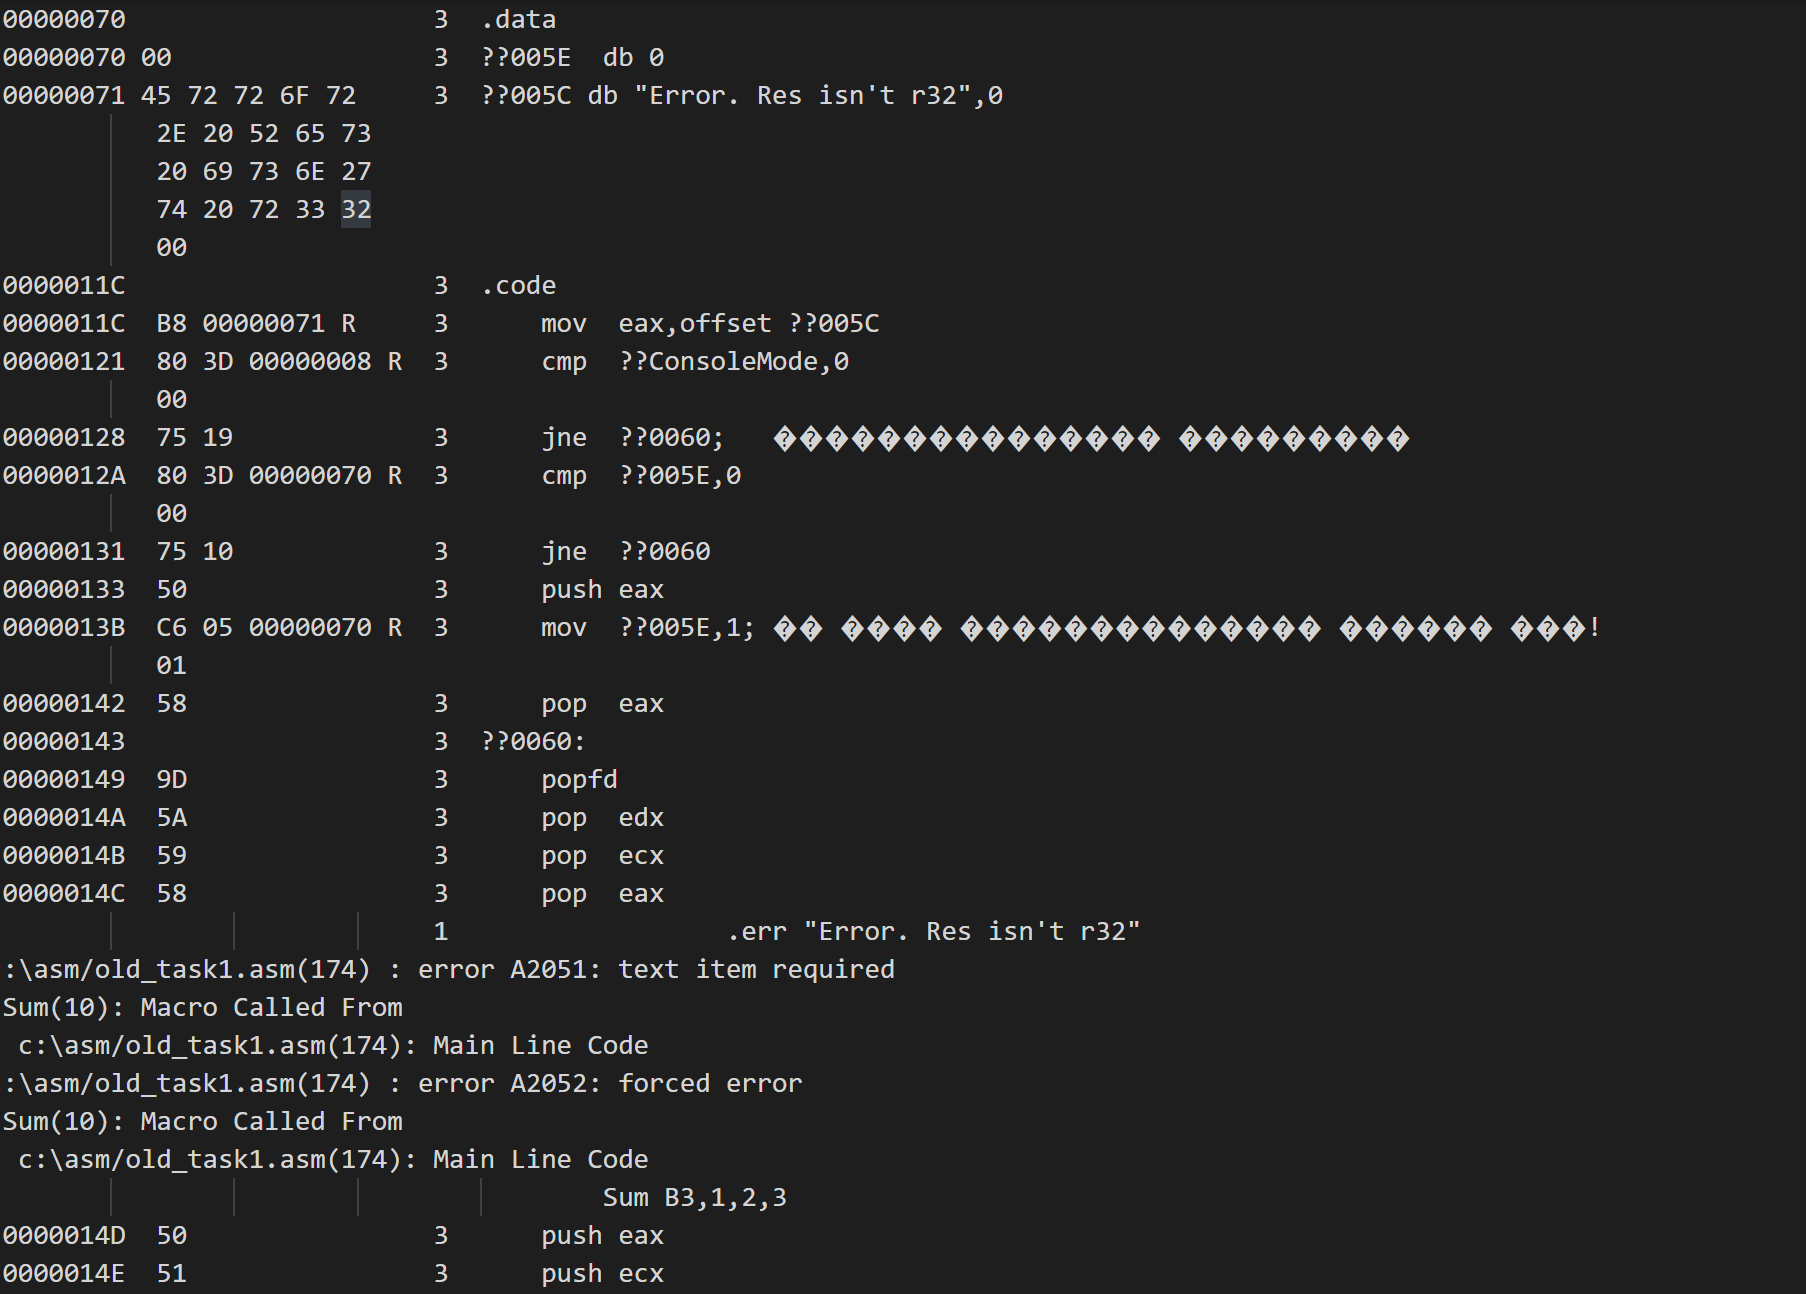 00000070                    3  .data
00000070 00                 3  ??005E  db 0
00000071 45 72 72 6F 72     3  ??005C db "Error. Res isn't r32",0
2E 20 52 65 73
20 69 73 6E 27
74 20 72 33 32
00
0000011C                    3  .code
0000011C  B8 00000071 R     3      mov  eax,offset ??005C
00000121  80 3D 00000008 R  3      cmp  ??ConsoleMode,0
00
00000128  75 19             3      jne  ??0060;   ��������������� ���������
0000012A  80 3D 00000070 R  3      cmp  ??005E,0
00
00000131  75 10             3      jne  ??0060
00000133  50                3      push eax
0000013B  C6 05 00000070 R  3      mov  ??005E,1; �� ���� �������������� ������ ���!
01
00000142  58                3      pop  eax
00000143                    3  ??0060:
00000149  9D                3      popfd
0000014A  5A                3      pop  edx
0000014B  59                3      pop  ecx
0000014C  58                3      pop  eax
1                  .err "Error. Res isn't r32"
:\asm/old_task1.asm(174) : error A2051: text item required
Sum(10): Macro Called From
c:\asm/old_task1.asm(174): Main Line Code
:\asm/old_task1.asm(174) : error A2052: forced error
Sum(10): Macro Called From
c:\asm/old_task1.asm(174): Main Line Code
Sum B3,1,2,3
0000014D  50                3      push eax
0000014E  51                3      push ecx